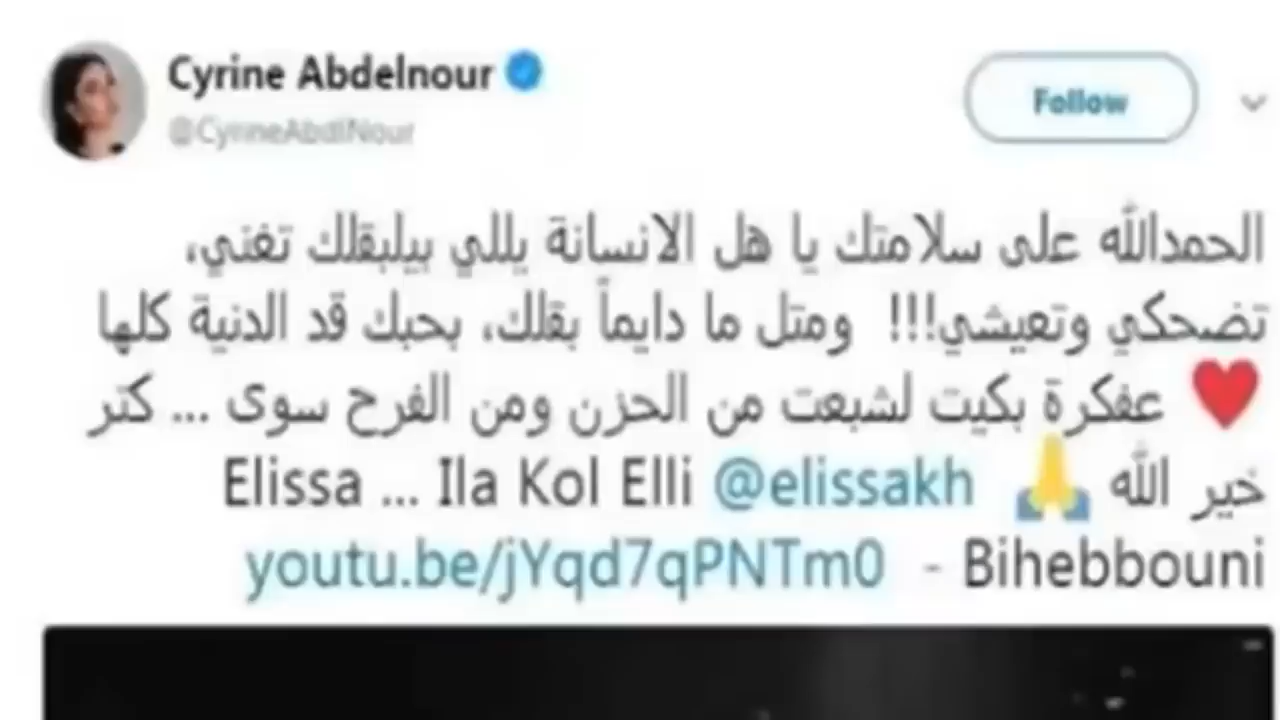 Cyrine Abdelnour
@CyrineAbdlNour
Follow
الحمدالله على سلامتك يا هل الانسانة يللي بيلبقلك تغني،
تضحكي وتعيشي!!! ومتل ما دايماً بقلك، بحبك قد الدنية كلها
❤ عفكرة بكيت لشبعت من الحزن ومن الفرح سوى ... كتر
خير الله 🙏 @elissakh Elissa ... Ila Kol Elli
Bihebbouni - youtu.be/jYqd7qPNTm0